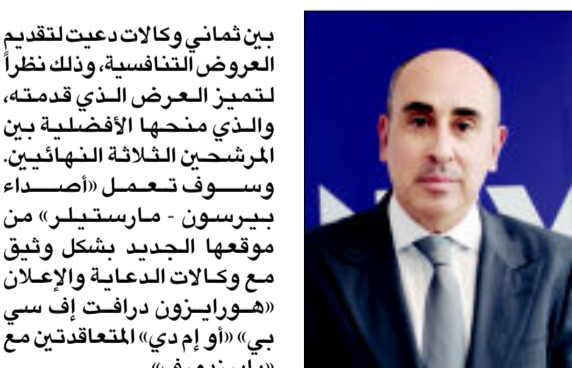 بين ثماني وكالات دعيت لتقديم
العروض التنافسية، وذلك نظراً
لتميز العرض الذي قدمته،
والذي منحها الأفضلية بين
المرشحين الثلاثة النهائيين.
وسوف تعمل «أصداء
بيرسون - مارستيلر» من
موقعها الجديد بشكل وثيق
مع وكالات الدعاية والإعلان
«هورايزون درافت إف سي
بي» «أو إم دي» المتعاقدتين مع